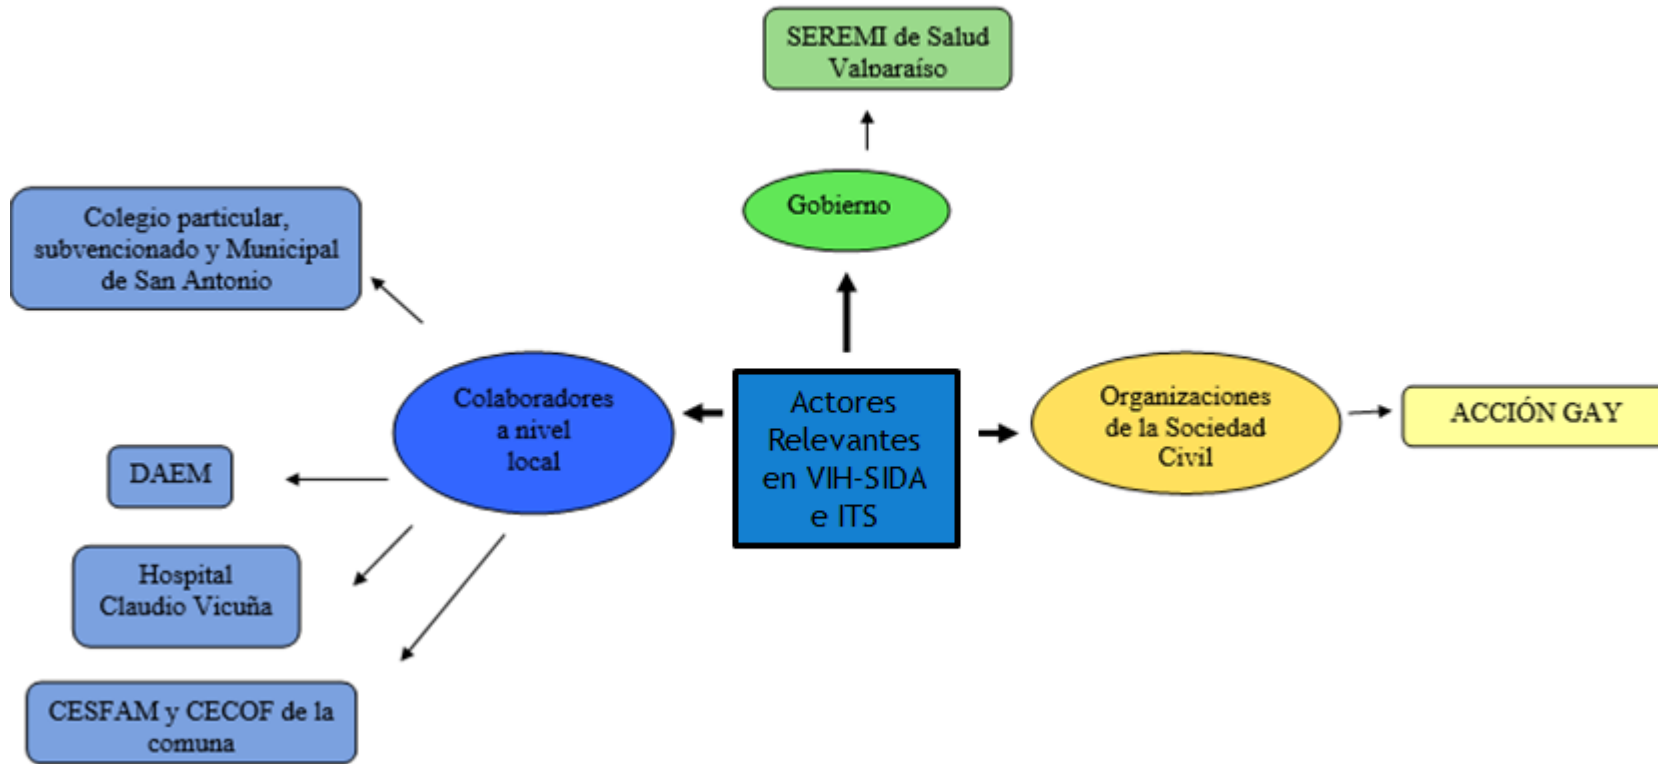 SEREMI de Salud
Valparaíso
Gobierno
Colegio particular,
subvencionado y Municipal
de San Antonio
Colaboradores
a nivel
local
Actores
Relevantes
en VIH-SIDA
e ITS
Organizaciones
de la Sociedad
Civil
ACCIÓN GAY
DAEM
Hospital
Claudio Vicuña
CESFAM y CECOF de la
comuna